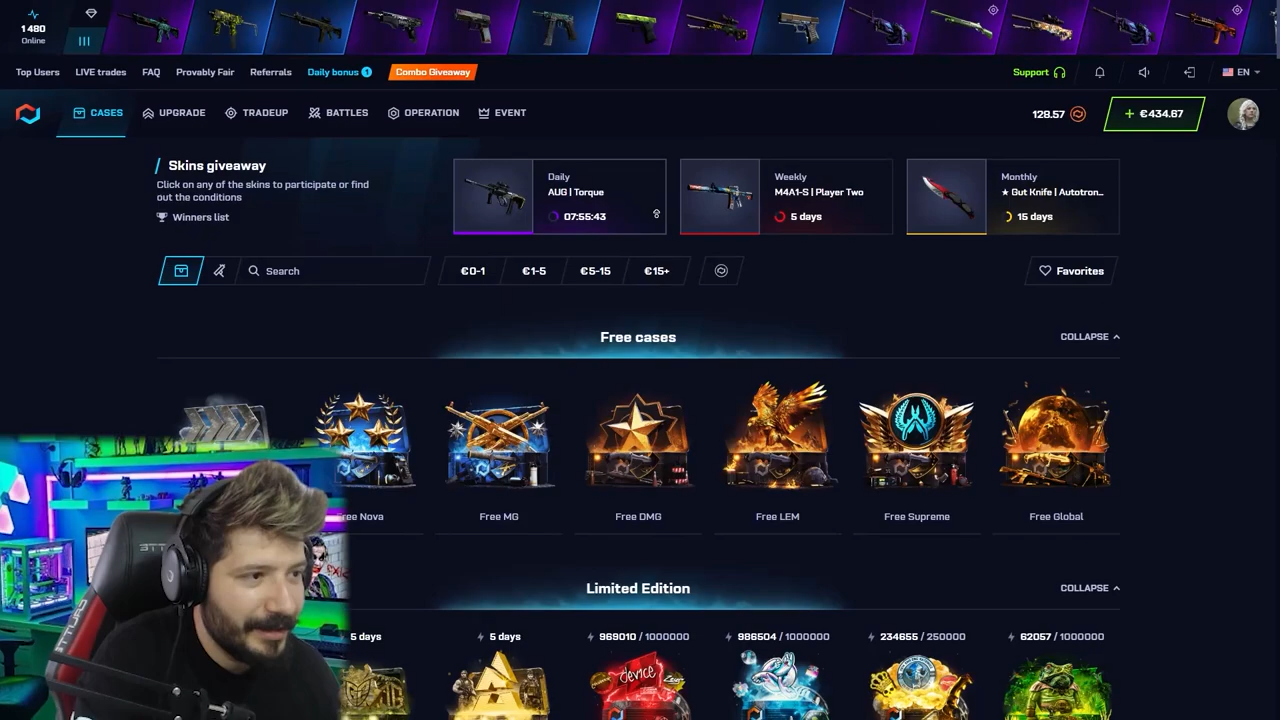 1 480
Online
Top Users LIVE trades FAQ Provably Fair Referrals Daily bonus 1 Combo Giveaway Support EN
CASES UPGRADE TRADEUP BATTLES OPERATION EVENT 128.57 + €434.67
Skins giveaway
Click on any of the skins to participate or find
out the conditions
Winners list
Daily
AUG | Torque
07:55:43
Weekly
M4A1-S | Player Two
5 days
Monthly
★ Gut Knife | Autotron...
15 days
Search €0-1 €1-5 €5-15 €15+ Favorites
Free cases COLLAPSE
Free Nova Free MG Free DMG Free LEM Free Supreme Free Global
Limited Edition COLLAPSE
5 days 5 days 969010 / 1000000 986504 / 1000000 234655 / 250000 62057 / 1000000
device